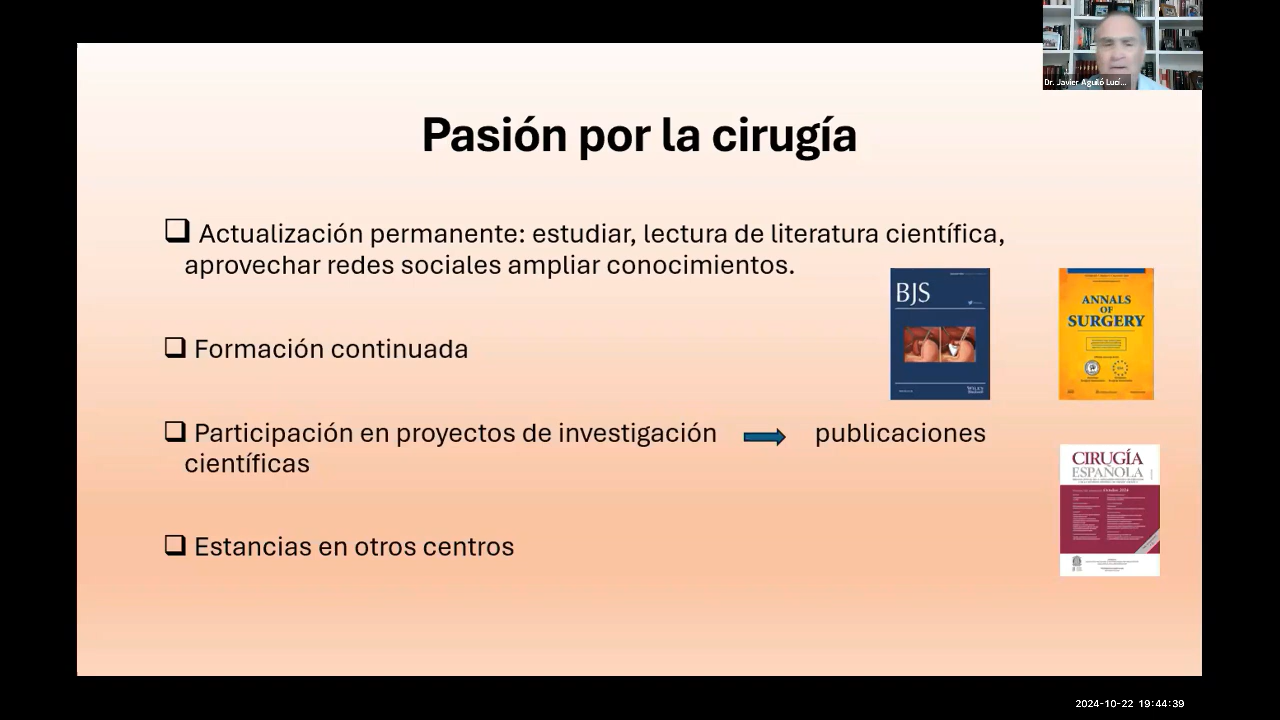 Dr. Javier Aguiló Lucí...
Pasión por la cirugía
❑ Actualización permanente: estudiar, lectura de literatura científica,
aprovechar redes sociales ampliar conocimientos.
BJS
ANNALS
OF
SURGERY
❑ Formación continuada
❑ Participación en proyectos de investigación publicaciones
científicas
CIRUGÍA
ESPAÑOLA
❑ Estancias en otros centros
2024-10-22 19:44:39